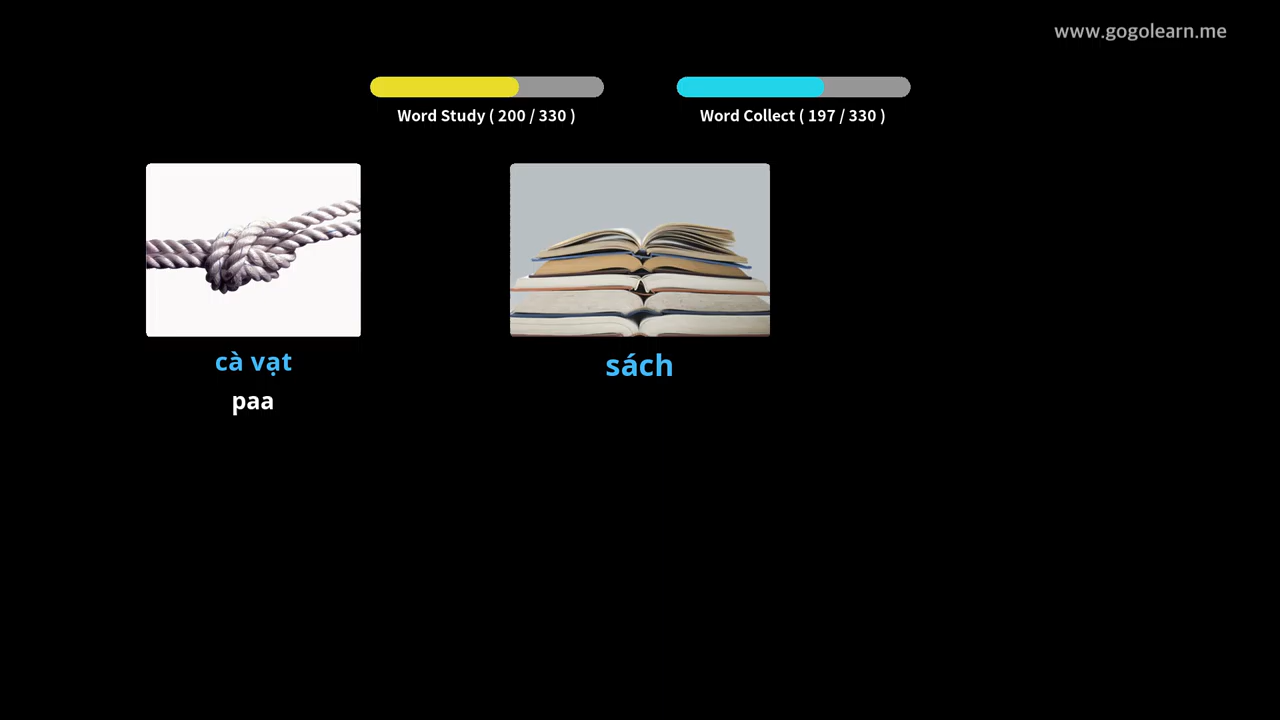 www.gogolearn.me
Word Study ( 200 / 330 )
Word Collect ( 197 / 330 )
cà vạt
paa
sách